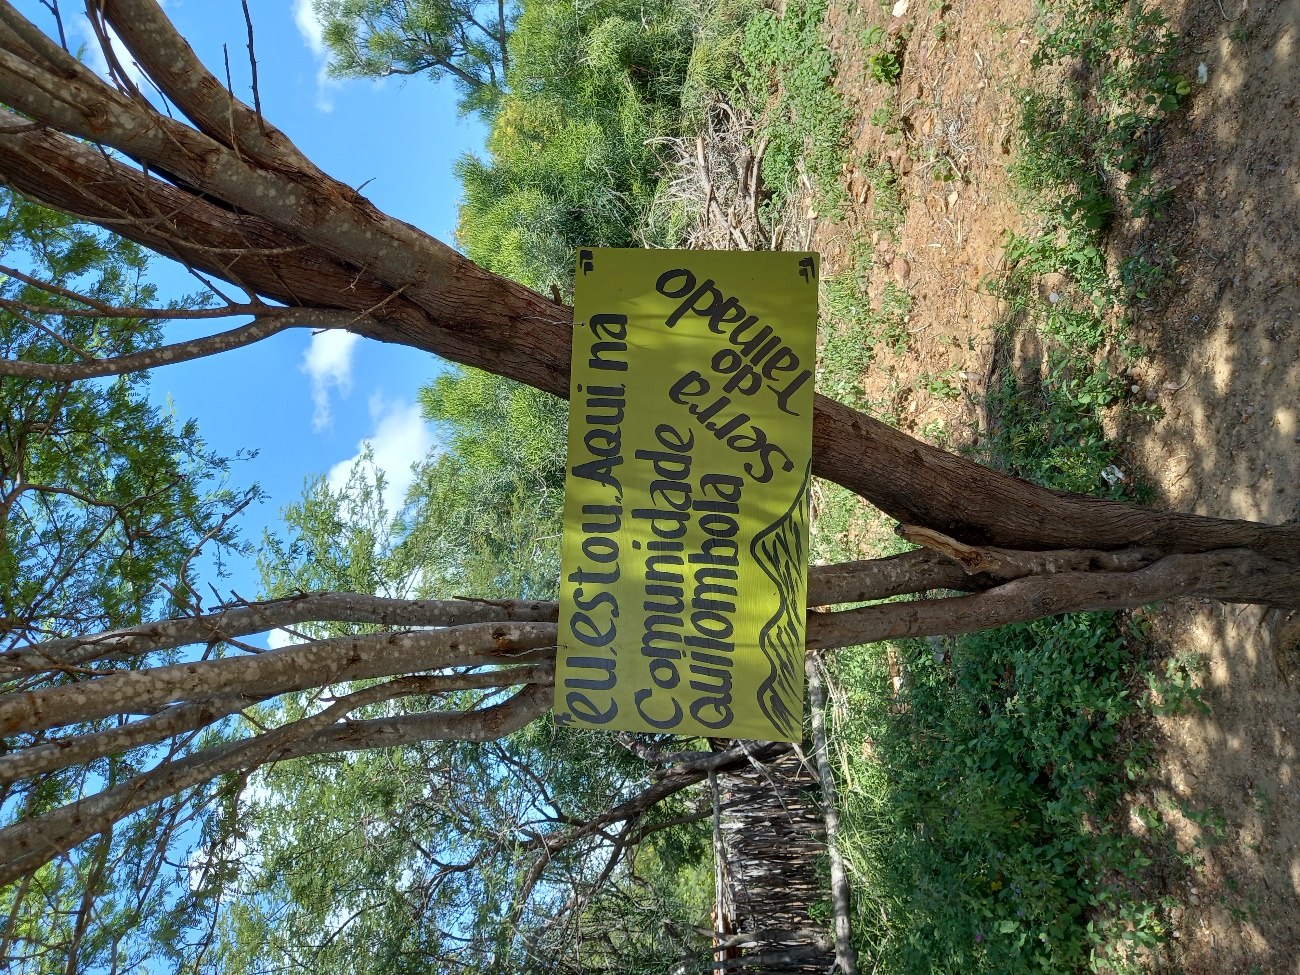 eu.estou.Aqui na
Comunidade
quilombola
Serra
do
Talhado